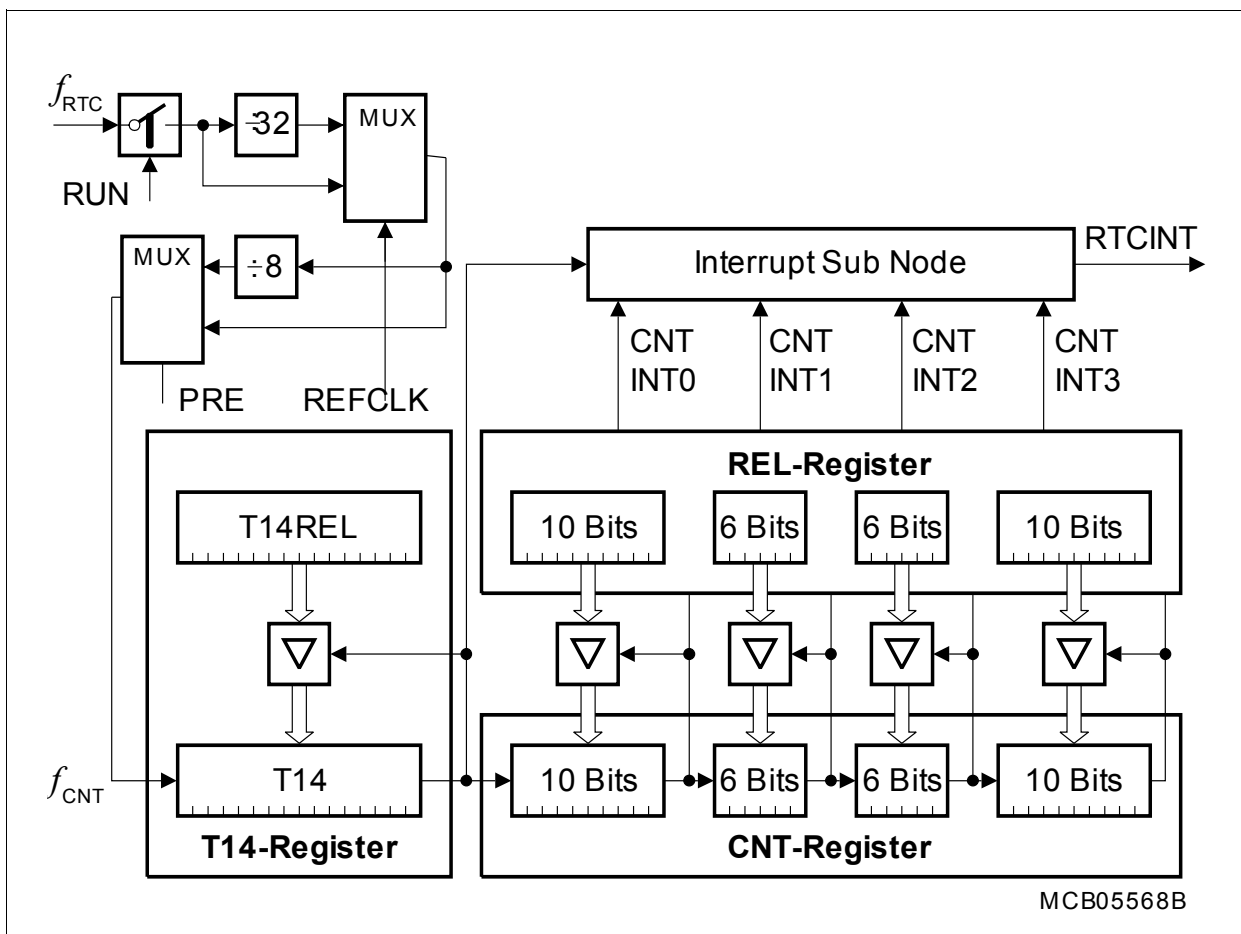 f RTC
÷32
MUX
RUN
MUX
÷8
Interrupt Sub Node
RTCINT
CNT INT0
CNT INT1
CNT INT2
CNT INT3
PRE
REFCLK
REL-Register
T14REL
10 Bits
6 Bits
6 Bits
10 Bits
f CNT
T14
10 Bits
6 Bits
6 Bits
10 Bits
T14-Register
CNT-Register
MCB05568B